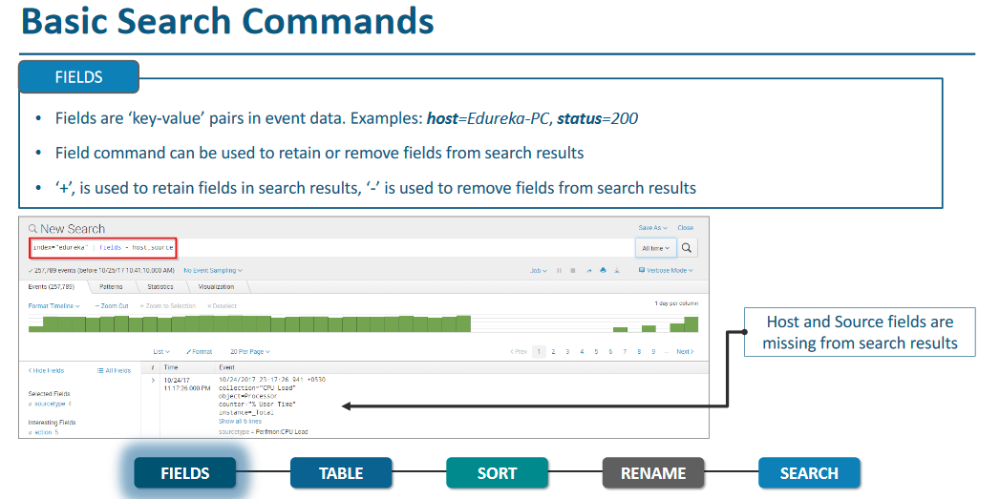 Basic Search Commands
FIELDS
• Fields are ‘key-value’ pairs in event data. Examples: host=Edureka-PC, status=200
• Field command can be used to retain or remove fields from search results
• ‘+’, is used to retain fields in search results, ‘-’ is used to remove fields from search results
New Search
Save As Close
index="edureka" | fields - host,source
All time
257,789 events (before 10/25/17 10:41:10.000 AM) No Event Sampling
Job Verbose Mode
Events (257,789) Patterns Statistics Visualization
Format Timeline – Zoom Out + Zoom to Selection × Deselect
1 day per column
Host and Source fields are
missing from search results
List Format 20 Per Page
< Prev 1 2 3 4 5 6 7 8 9 ... Next >
< Hide Fields All Fields
i Time Event
Selected Fields
a sourcetype 4
Interesting Fields
a action 5
> 10/24/17
11:17:26.000 PM
10/24/2017 23:17:26.941 +0530
collection="CPU Load"
object=Processor
counter="% User Time"
instance=_Total
Show all 6 lines
sourcetype = Perfmon:CPU Load
FIELDS TABLE SORT RENAME SEARCH